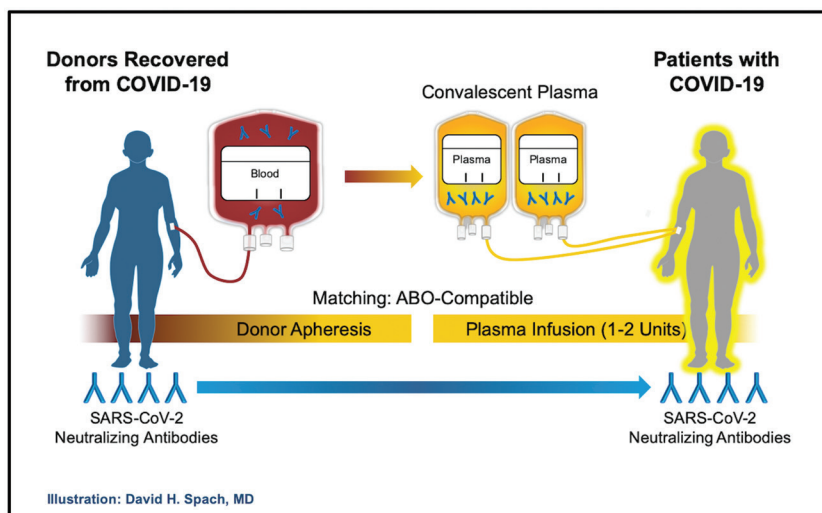 Donors Recovered
from COVID-19
Patients with
COVID-19
Convalescent Plasma
Blood
Plasma
Plasma
Matching: ABO-Compatible
Donor Apheresis
Plasma Infusion (1-2 Units)
SARS-CoV-2
Neutralizing Antibodies
SARS-CoV-2
Neutralizing Antibodies
Illustration: David H. Spach, MD